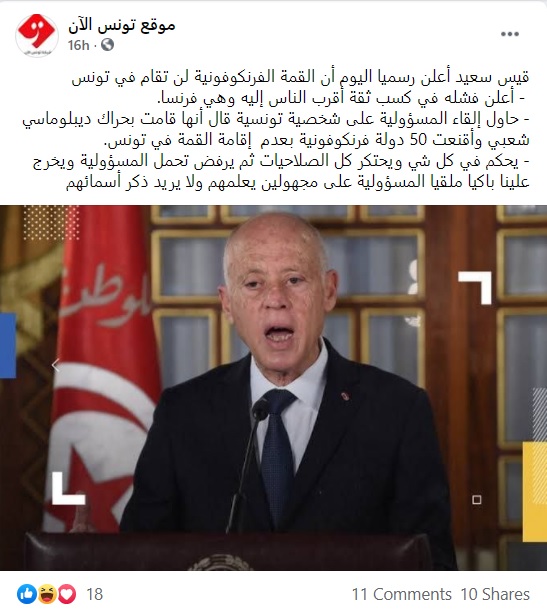 موقع تونس الآن
16h
قيس سعيد أعلن رسميا اليوم أن القمة الفرنكوفونية لن تقام في تونس
- أعلن فشله في كسب ثقة أقرب الناس إليه وهي فرنسا.
- حاول إلقاء المسؤولية على شخصية تونسية قال أنها قامت بحراك ديبلوماسي
شعبي وأقنعت 50 دولة فرنكوفونية بعدم إقامة القمة في تونس.
- يحكم في كل شي ويحتكر كل الصلاحيات ثم يرفض تحمل المسؤولية ويخرج
علينا باكيا ملقيا المسؤولية على مجهولين يعلمهم ولا يريد ذكر أسمائهم
18
11 Comments 10 Shares